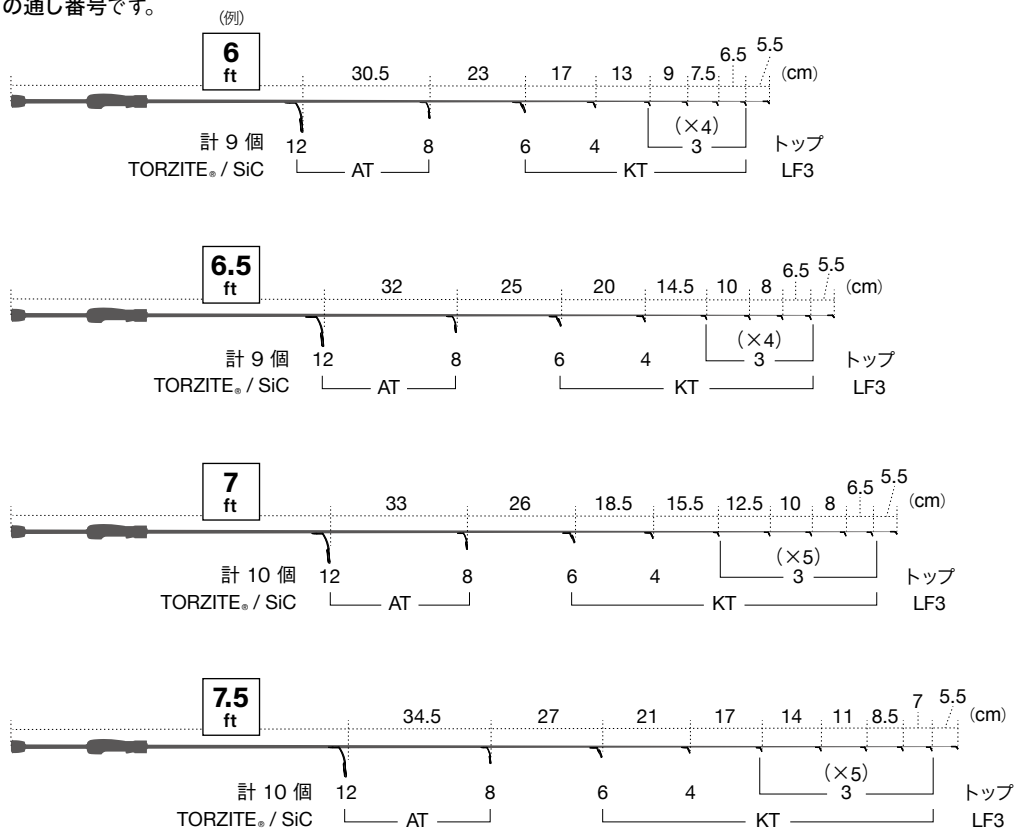 の通し番号です。
(例)
6
ft
30.5 23 17 13 9 7.5 6.5 5.5 (cm)
計 9 個 12 8 6 4 (×4) 3 トップ
TORZITE® / SiC AT KT LF3
6.5
ft
32 25 20 14.5 10 8 6.5 5.5 (cm)
計 9 個 12 8 6 4 (×4) 3 トップ
TORZITE® / SiC AT KT LF3
7
ft
33 26 18.5 15.5 12.5 10 8 6.5 5.5 (cm)
計 10 個 12 8 6 4 (×5) 3 トップ
TORZITE® / SiC AT KT LF3
7.5
ft
34.5 27 21 17 14 11 8.5 7 5.5 (cm)
計 10 個 12 8 6 4 (×5) 3 トップ
TORZITE® / SiC AT KT LF3